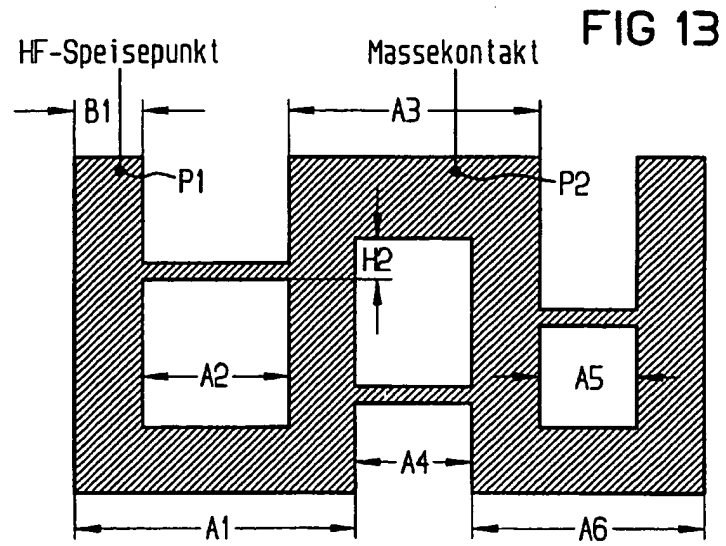 FIG 13
HF-Speisepunkt
Massekontakt
B1
A3
P1
P2
H2
A2
A5
A4
A1
A6